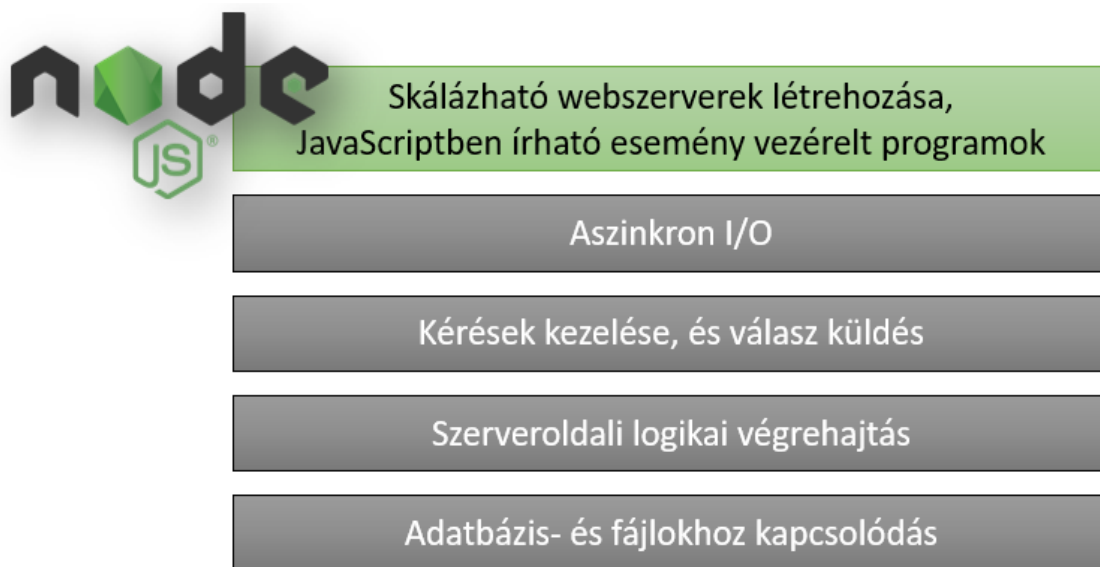 node
JS®
Skálázható webszerverek létrehozása,
JavaScriptben írható esemény vezérelt programok
Aszinkron I/O
Kérések kezelése, és válasz küldés
Szerveroldali logikai végrehajtás
Adatbázis- és fájlokhoz kapcsolódás